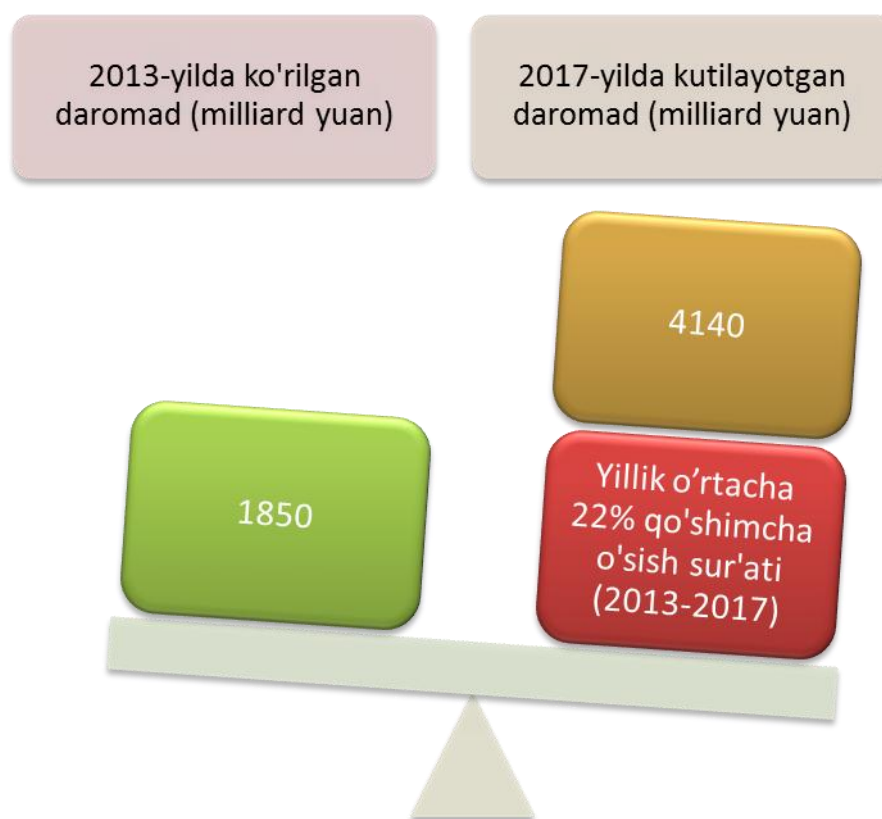 2013-yilda ko'rilgan
daromad (milliard yuan)
2017-yilda kutilayotgan
daromad (milliard yuan)
4140
1850
Yillik o’rtacha
22% qo'shimcha
o'sish sur'ati
(2013-2017)